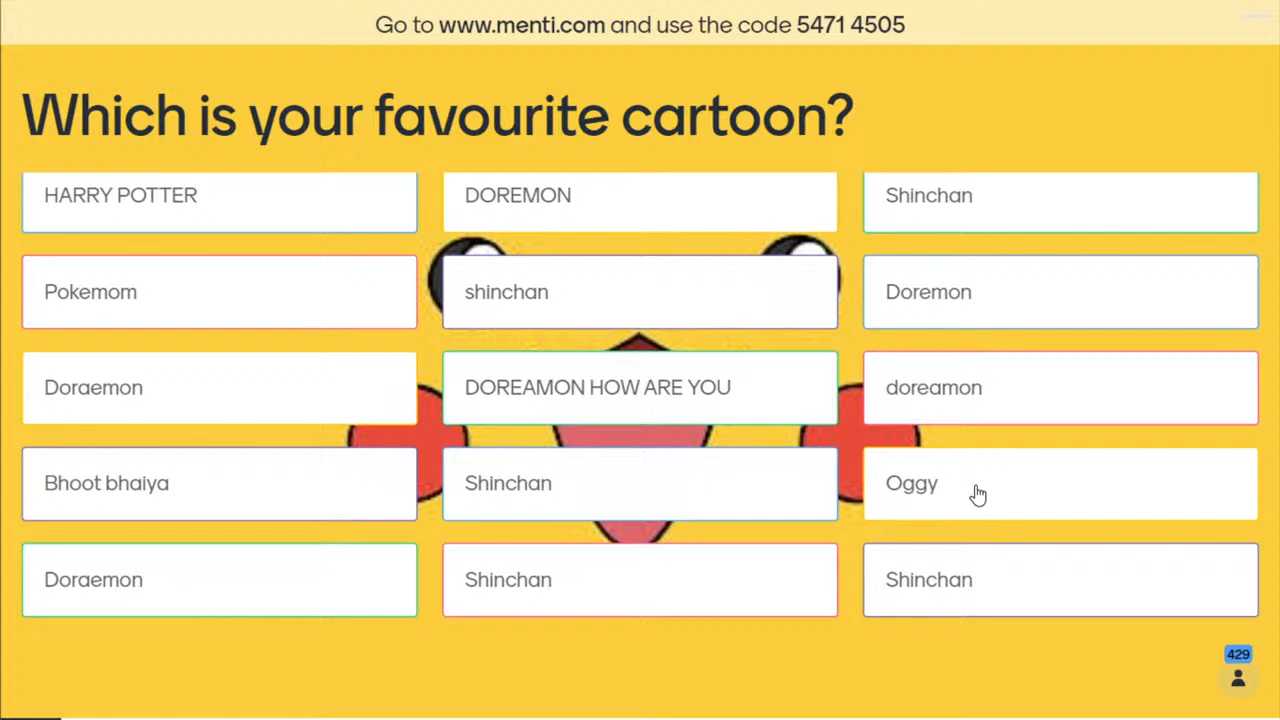 Go to www.menti.com and use the code 5471 4505
Which is your favourite cartoon?
HARRY POTTER
DOREMON
Shinchan
Pokemom
shinchan
Doremon
Doraemon
DOREAMON HOW ARE YOU
doreamon
Bhoot bhaiya
Shinchan
Oggy
Doraemon
Shinchan
Shinchan
429